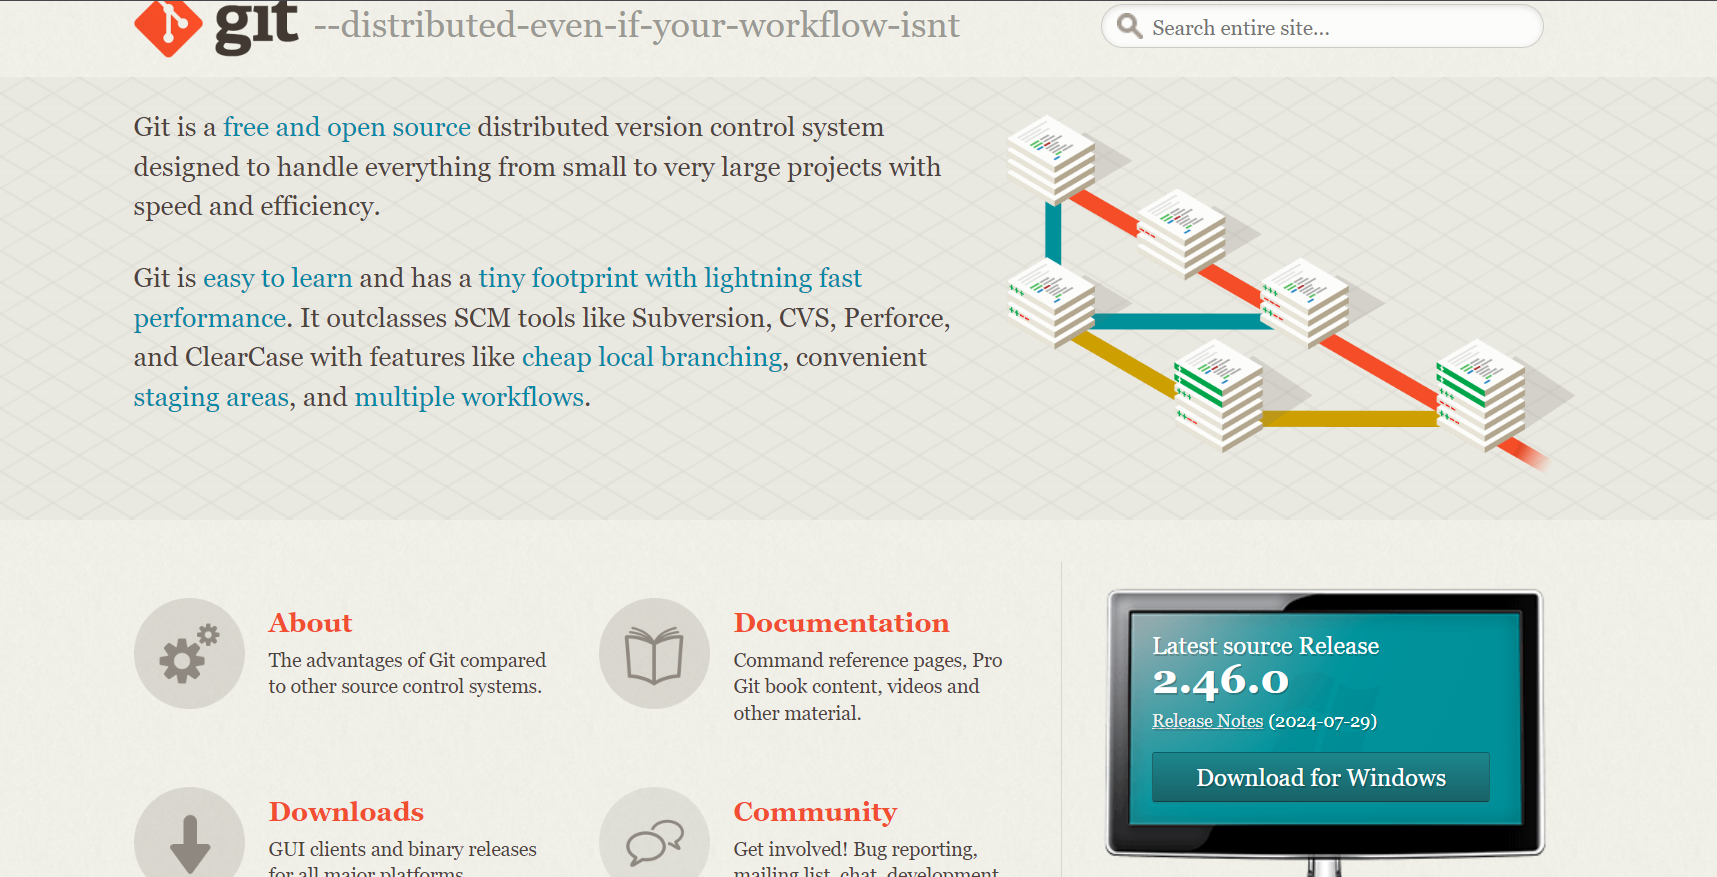 git --distributed-even-if-your-workflow-isnt
Search entire site...
Git is a free and open source distributed version control system
designed to handle everything from small to very large projects with
speed and efficiency.
Git is easy to learn and has a tiny footprint with lightning fast
performance. It outclasses SCM tools like Subversion, CVS, Perforce,
and ClearCase with features like cheap local branching, convenient
staging areas, and multiple workflows.
About
The advantages of Git compared
to other source control systems.
Documentation
Command reference pages, Pro
Git book content, videos and
other material.
Downloads
GUI clients and binary releases
for all major platforms.
Community
Get involved! Bug reporting,
mailing list, chat, development
Latest source Release
2.46.0
Release Notes (2024-07-29)
Download for Windows